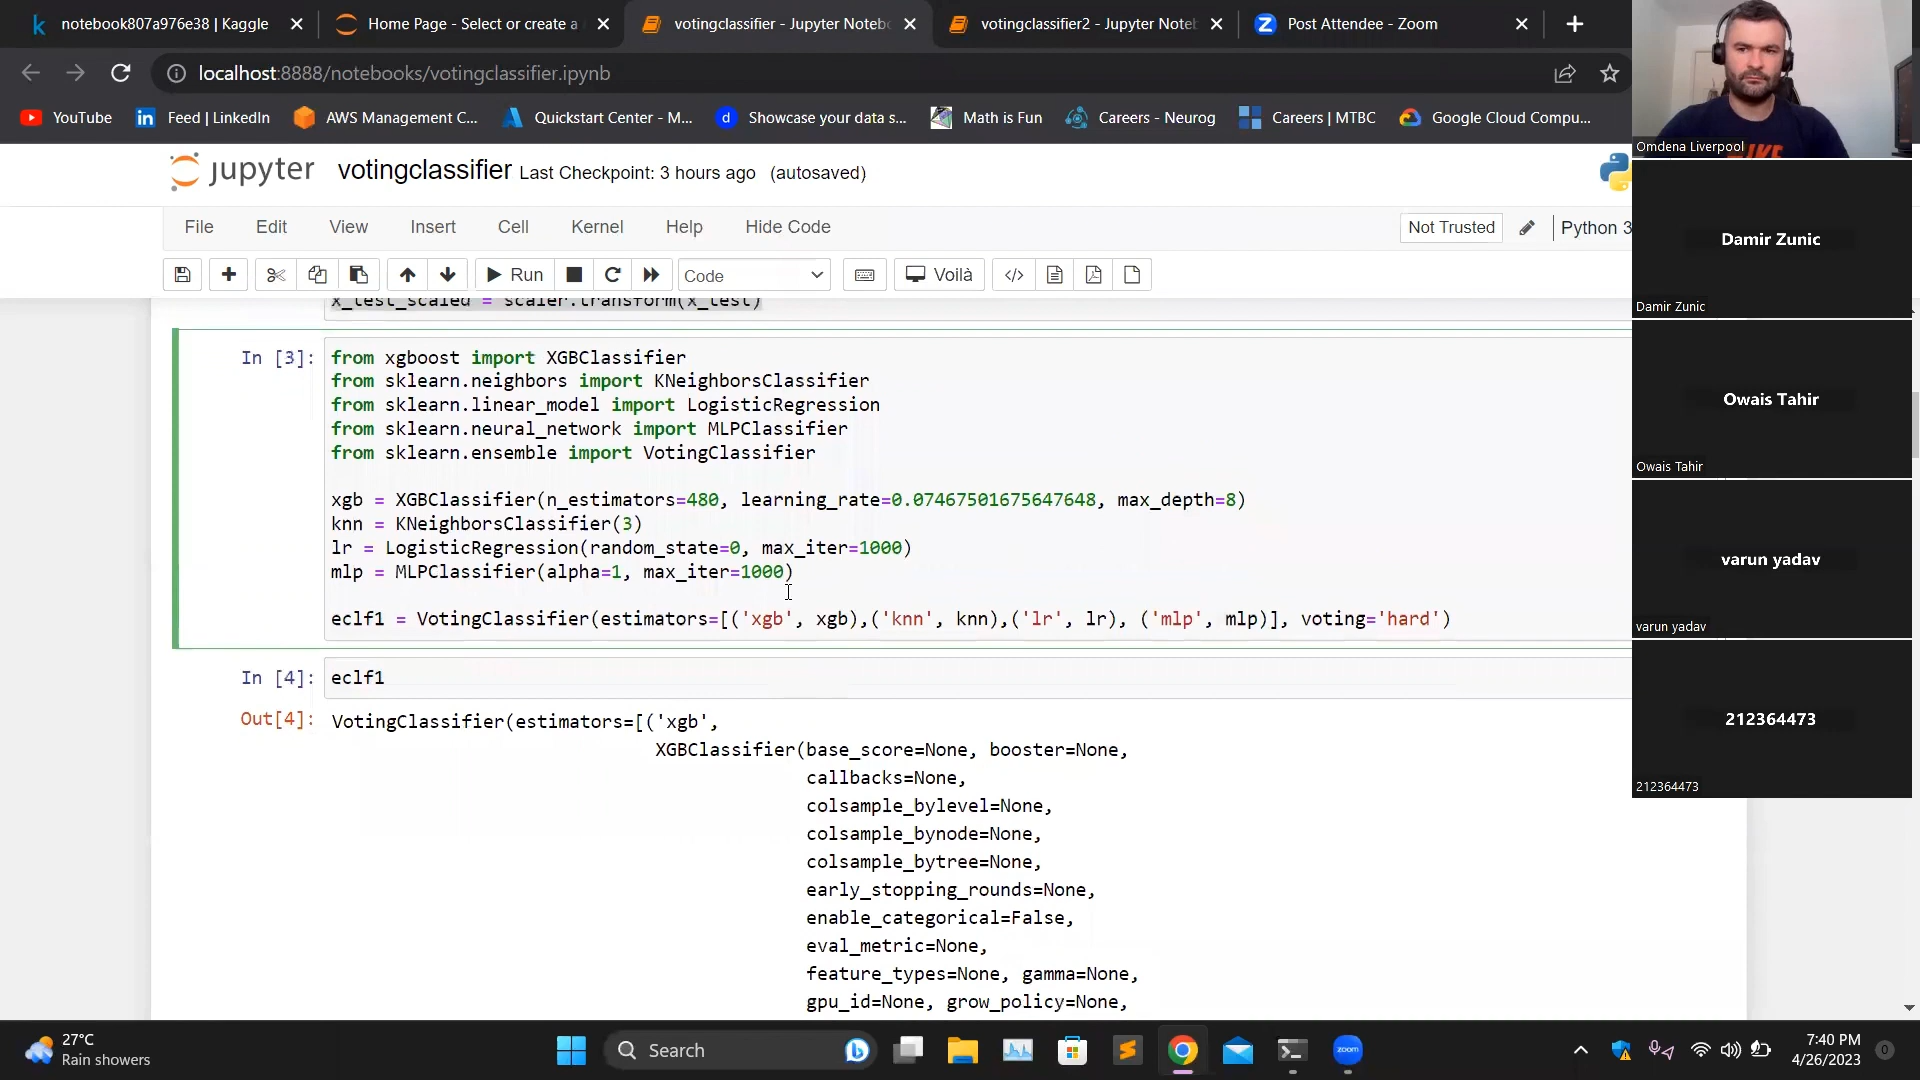 notebook807a976e38 | Kaggle
Home Page - Select or create a
votingclassifier - Jupyter Notebo
votingclassifier2 - Jupyter Noteb
Post Attendee - Zoom
localhost:8888/notebooks/votingclassifier.ipynb
YouTube
Feed | LinkedIn
AWS Management C...
Quickstart Center - M...
Showcase your data s...
Math is Fun
Careers - Neurog
Careers | MTBC
Google Cloud Compu...
jupyter votingclassifier Last Checkpoint: 3 hours ago (autosaved)
File Edit View Insert Cell Kernel Help Hide Code
Not Trusted
Python 3
Run
Code
Voilà
x_test_scaled = scaler.transform(x_test)
In [3]:
from xgboost import XGBClassifier
from sklearn.neighbors import KNeighborsClassifier
from sklearn.linear_model import LogisticRegression
from sklearn.neural_network import MLPClassifier
from sklearn.ensemble import VotingClassifier
xgb = XGBClassifier(n_estimators=480, learning_rate=0.07467501675647648, max_depth=8)
knn = KNeighborsClassifier(3)
lr = LogisticRegression(random_state=0, max_iter=1000)
mlp = MLPClassifier(alpha=1, max_iter=1000)
eclf1 = VotingClassifier(estimators=[('xgb', xgb),('knn', knn),('lr', lr), ('mlp', mlp)], voting='hard')
In [4]:
eclf1
Out[4]:
VotingClassifier(estimators=[('xgb',
XGBClassifier(base_score=None, booster=None,
callbacks=None,
colsample_bylevel=None,
colsample_bynode=None,
colsample_bytree=None,
early_stopping_rounds=None,
enable_categorical=False,
eval_metric=None,
feature_types=None, gamma=None,
gpu_id=None, grow_policy=None,
Omdena Liverpool
Damir Zunic
Damir Zunic
Owais Tahir
Owais Tahir
varun yadav
varun yadav
212364473
212364473
27°C
Rain showers
Search
zoom
7:40 PM
4/26/2023
0